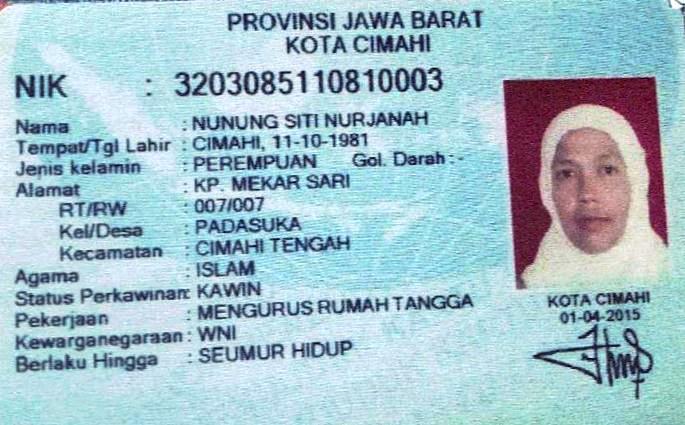 PROVINSI JAWA BARAT
KOTA CIMAHI
NIK : 3203085110810003
Nama : NUNUNG SITI NURJANAH
Tempat/Tgl Lahir : CIMAHI, 11-10-1981
Jenis kelamin : PEREMPUAN Gol. Darah : -
Alamat : KP. MEKAR SARI
RT/RW : 007/007
Kel/Desa : PADASUKA
Kecamatan : CIMAHI TENGAH
Agama : ISLAM
Status Perkawinan: KAWIN
Pekerjaan : MENGURUS RUMAH TANGGA
Kewarganegaraan : WNI
Berlaku Hingga : SEUMUR HIDUP
KOTA CIMAHI
01-04-2015